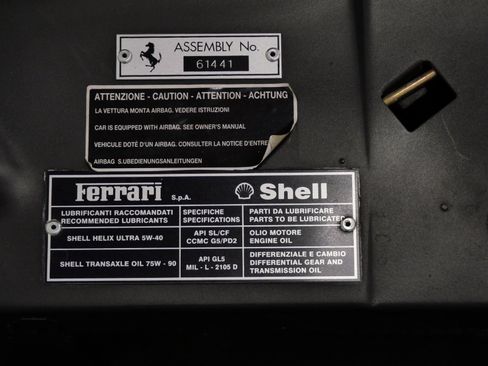 ASSEMBLY No.
61441
ATTENZIONE - CAUTION - ATTENTION - ACHTUNG
LA VETTURA MONTA AIRBAG. VEDERE ISTRUZIONI
CAR IS EQUIPPED WITH AIRBAG. SEE OWNER'S MANUAL
VEHICULE DOTÉ D'UN AIRBAG. CONSULTER LA NOTICE D'ENTRE
AIRBAG S.UBEDIENUNGSANLEITUNGEN
Ferrari S.p.A. Shell
LUBRIFICANTI RACCOMANDATI SPECIFICHE PARTI DA LUBRIFICARE
RECOMMENDED LUBRICANTS SPECIFICATIONS PARTS TO BE LUBRICATED
SHELL HELIX ULTRA 5W-40 API SL/CF OLIO MOTORE
CCMC G5/PD2 ENGINE OIL
SHELL TRANSAXLE OIL 75W - 90 API GL5 DIFFERENZIALE E CAMBIO
MIL - L - 2105 D DIFFERENTIAL GEAR AND
TRANSMISSION OIL